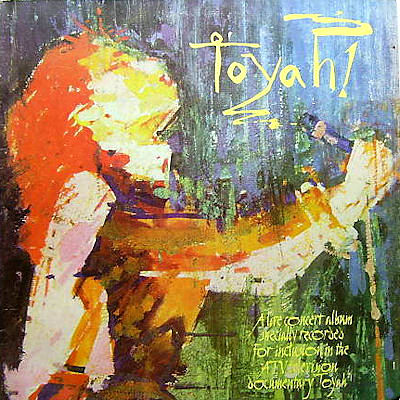 Toyah!
A live concert album
specially recorded
for inclusion in the
ATV television
documentary "Toyah"